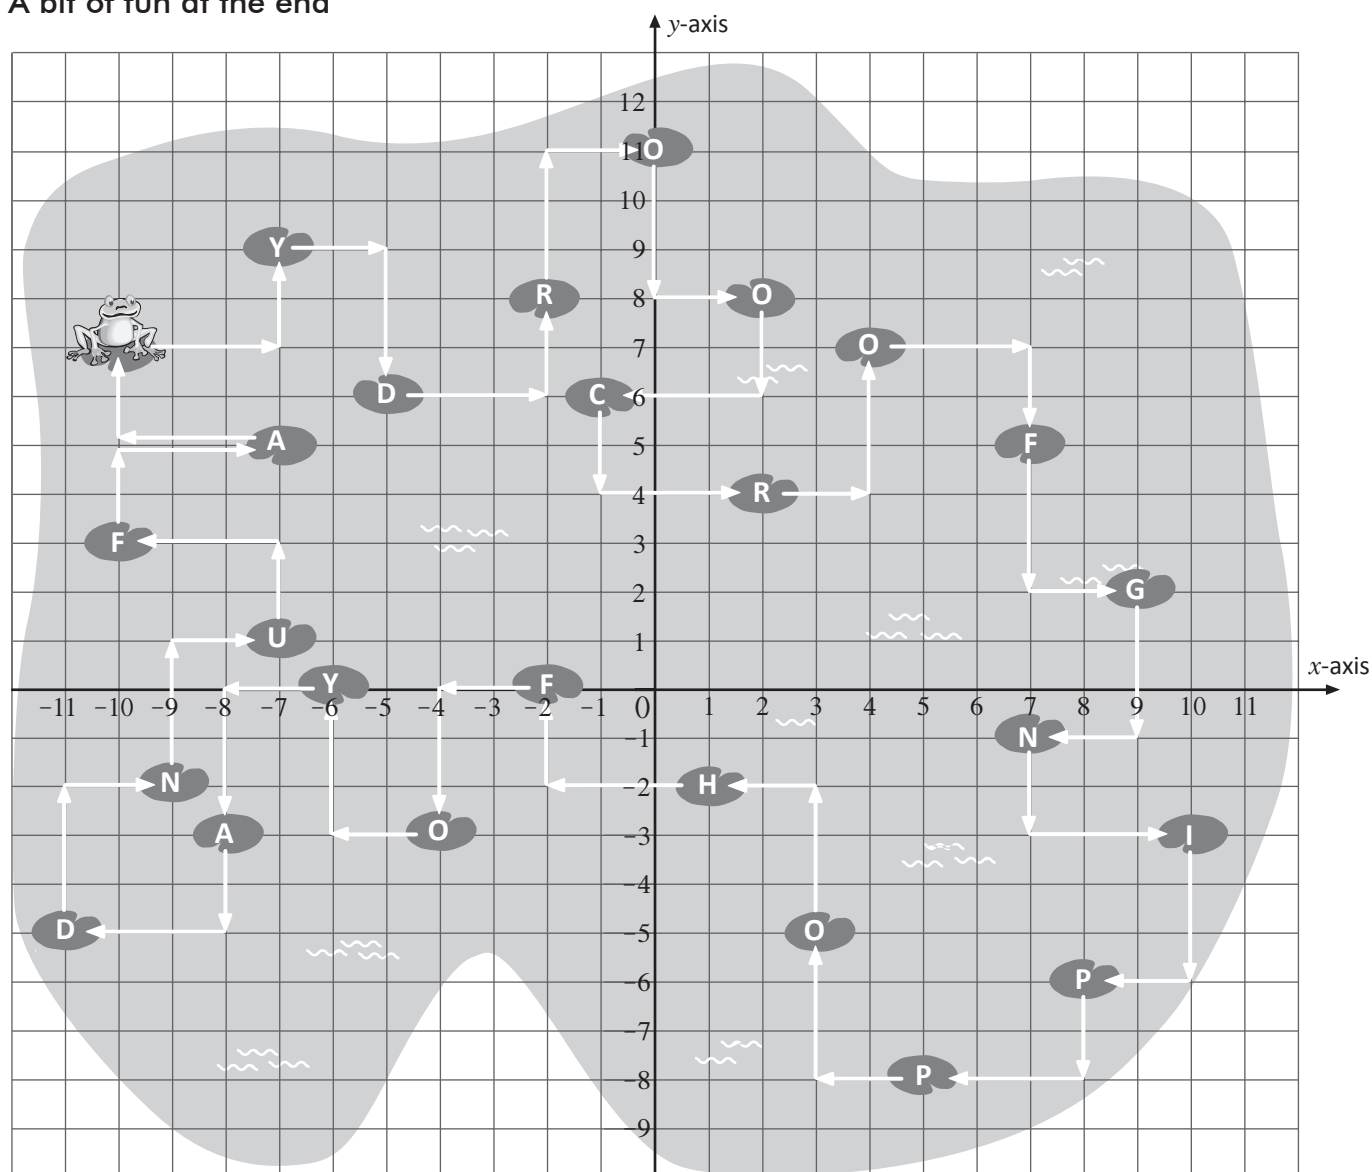 A bit of fun at the end
y-axis
12
11 O
10
Y 9
R 8 O
7 O
D C 6
A 5 F
4 R
F 3
2 G
U 1
x-axis
Y F
−11 −10 −9 −8 −7 −6 −5 −4 −3 −2 −1 0 1 2 3 4 5 6 7 8 9 10 11
−1 N
N −2 H
A O −3 I
−4
D −5 O
−6 P
−7
−8 P
−9